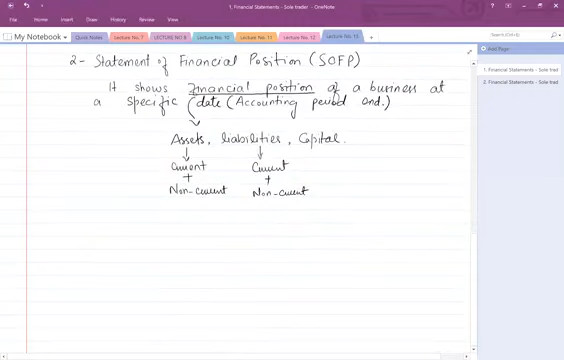 1. Financial Statements - Sole trader - OneNote
File Home Insert Draw History Review View
My Notebook Quick Notes Lecture No. 7 LECTURE NO 8 Lecture No. 10 Lecture No. 11 Lecture No. 12 Lecture No. 13 +
Add Page
1. Financial Statements - Sole trad
2. Financial Statements - Sole trad
2- Statement of Financial Position (SOFP)
It shows financial position of a business at
a specific (date (Accounting period end.)
Assets, liabilities, Capital.
Current Current
+ +
Non-current Non-current